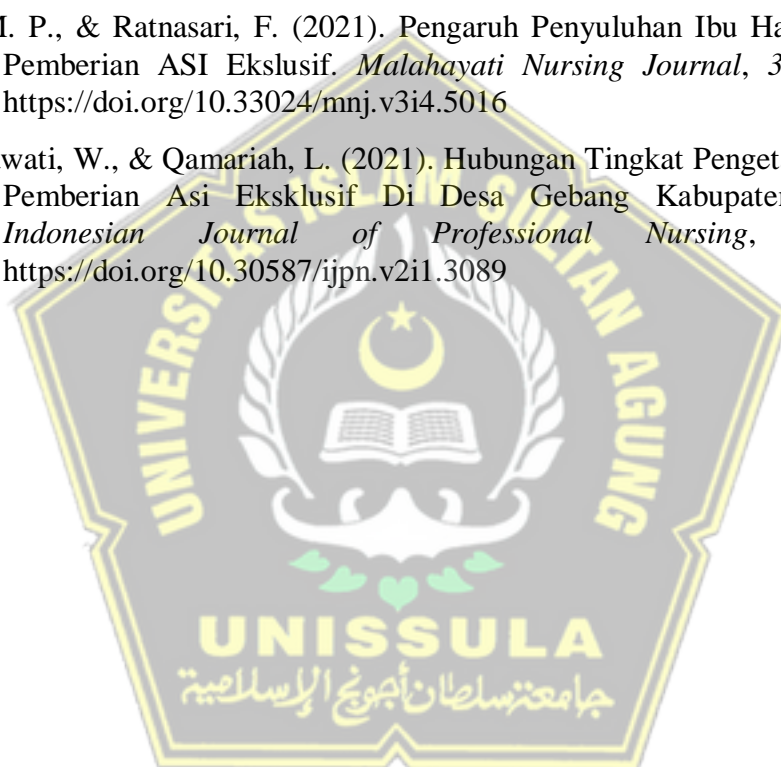 M. P., & Ratnasari, F. (2021). Pengaruh Penyuluhan Ibu Ha
Pemberian ASI Ekslusif. Malahayati Nursing Journal, 3
https://doi.org/10.33024/mnj.v3i4.5016
wati, W., & Qamariah, L. (2021). Hubungan Tingkat Penget
Pemberian Asi Eksklusif Di Desa Gebang Kabupaten
Indonesian Journal of Professional Nursing,
https://doi.org/10.30587/ijpn.v2i1.3089
UNIVERSITAS ISLAM SULTAN AGUNG
UNISSULA
جامعة سلطان أجونج الإسلامية